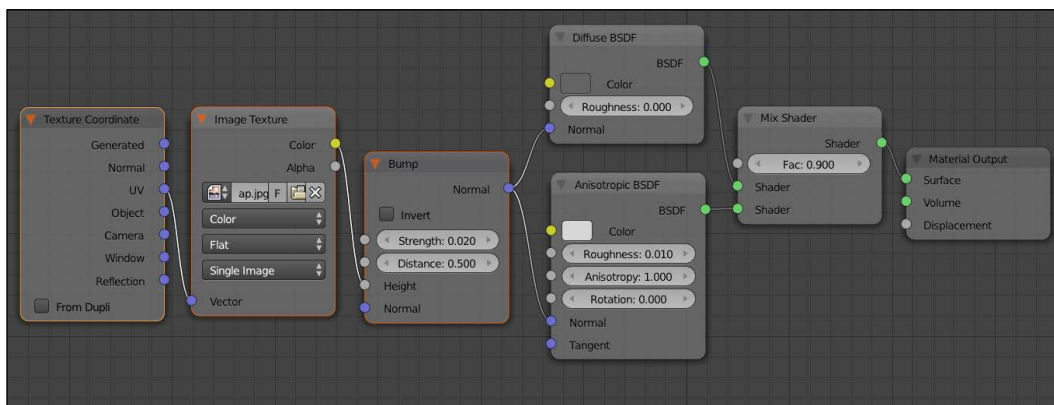 Texture Coordinate
Generated
Normal
UV
Object
Camera
Window
Reflection
From Dupli
Image Texture
Color
Alpha
ap.jpg F
Color
Flat
Single Image
Vector
Bump
Normal
Invert
Strength: 0.020
Distance: 0.500
Height
Normal
Diffuse BSDF
BSDF
Color
Roughness: 0.000
Normal
Anisotropic BSDF
BSDF
Color
Roughness: 0.010
Anisotropy: 1.000
Rotation: 0.000
Normal
Tangent
Mix Shader
Shader
Fac: 0.900
Shader
Shader
Material Output
Surface
Volume
Displacement